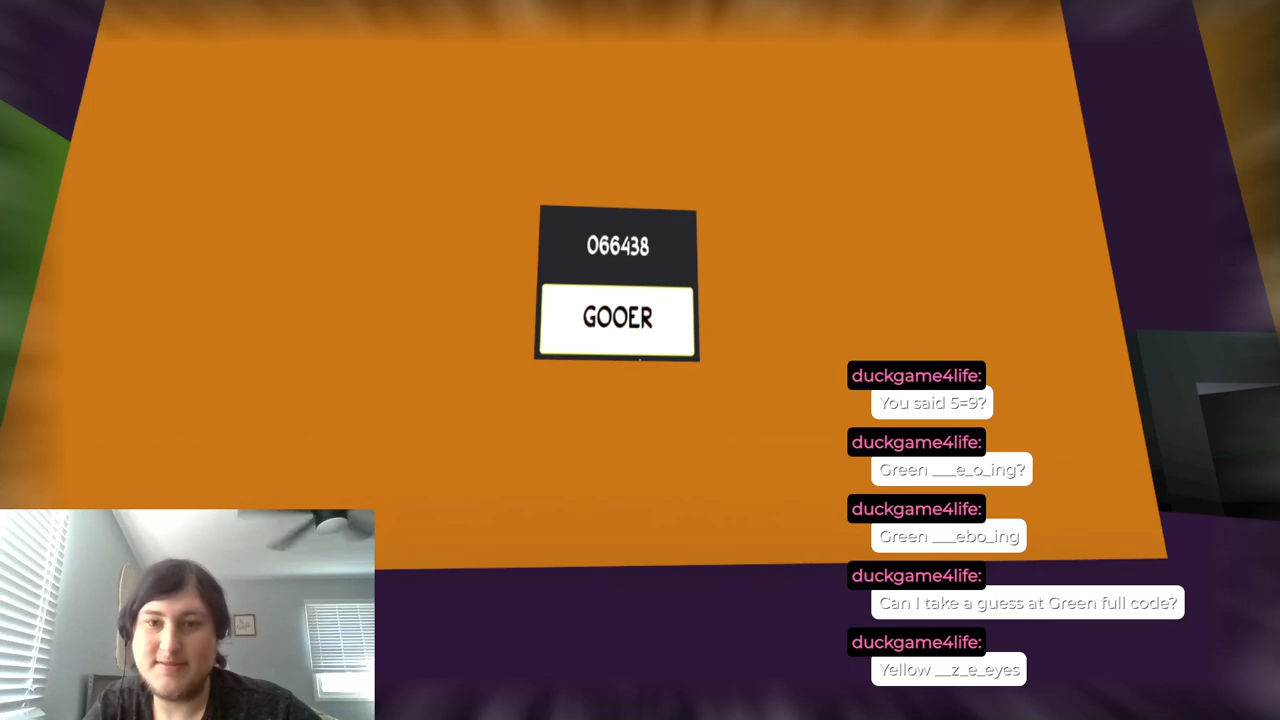 066438
GOOER
duckgame4life:
You said 5=9?
duckgame4life:
Green ___e_o_ing?
duckgame4life:
Green ___ebo_ing
duckgame4life:
Can I take a guess at Green full code?
duckgame4life:
Yellow __z_e_eyes